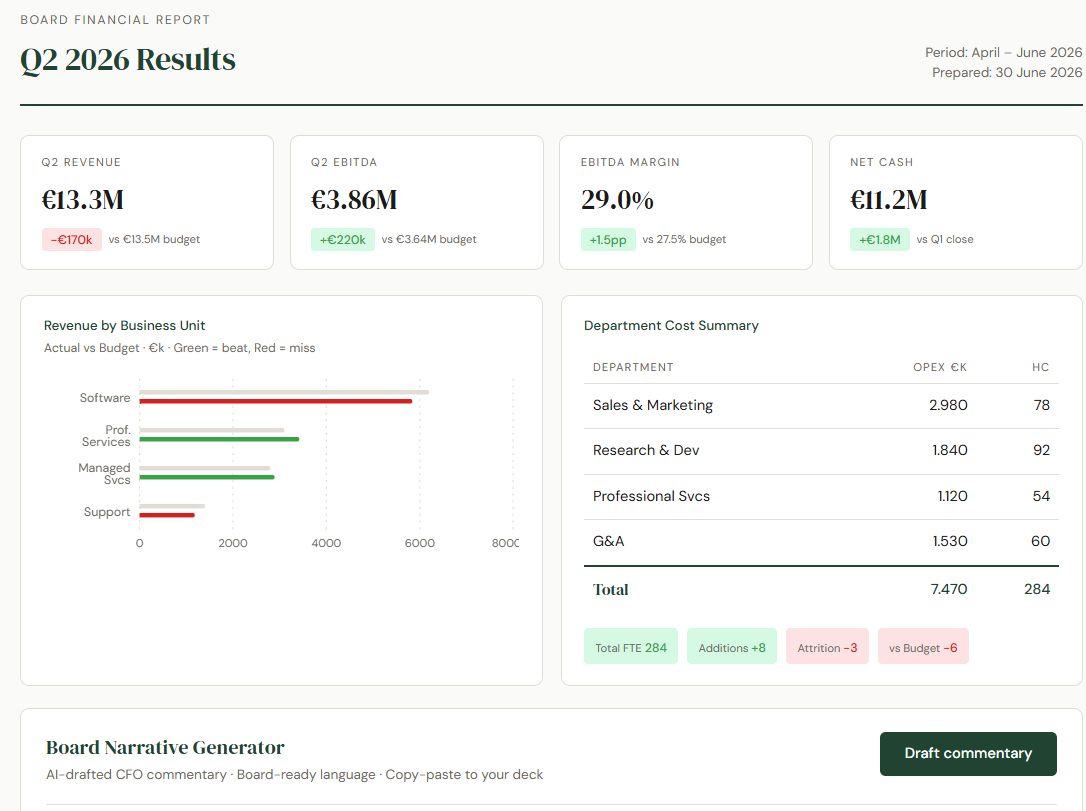 BOARD FINANCIAL REPORT
Q2 2026 Results
Period: April – June 2026
Prepared: 30 June 2026
Q2 REVENUE
€13.3M
-€170k vs €13.5M budget
Q2 EBITDA
€3.86M
+€220k vs €3.64M budget
EBITDA MARGIN
29.0%
+1.5pp vs 27.5% budget
NET CASH
€11.2M
+€1.8M vs Q1 close
Revenue by Business Unit
Actual vs Budget · €k · Green = beat, Red = miss
Software
Prof.
Services
Managed
Svcs
Support
0 2000 4000 6000 8000
Department Cost Summary
DEPARTMENT OPEX €K HC
Sales & Marketing 2.980 78
Research & Dev 1.840 92
Professional Svcs 1.120 54
G&A 1.530 60
Total 7.470 284
Total FTE 284 Additions +8 Attrition -3 vs Budget -6
Board Narrative Generator
AI-drafted CFO commentary · Board-ready language · Copy-paste to your deck
Draft commentary